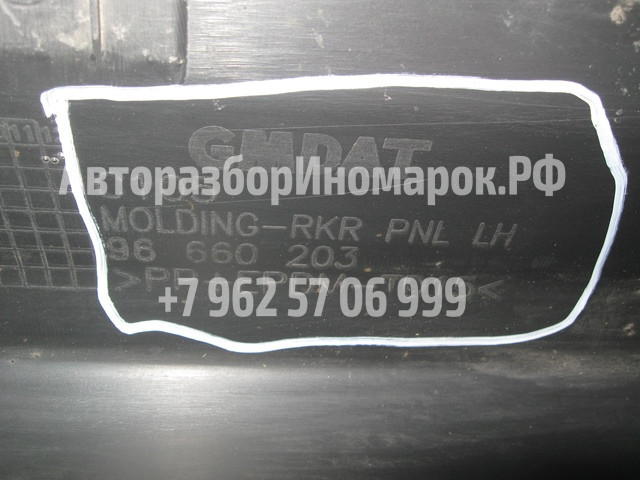 GMDAT
АвторазборИномарок.РФ
MOLDING-RKR PNL LH
96 660 203
+7 962 57 06 999